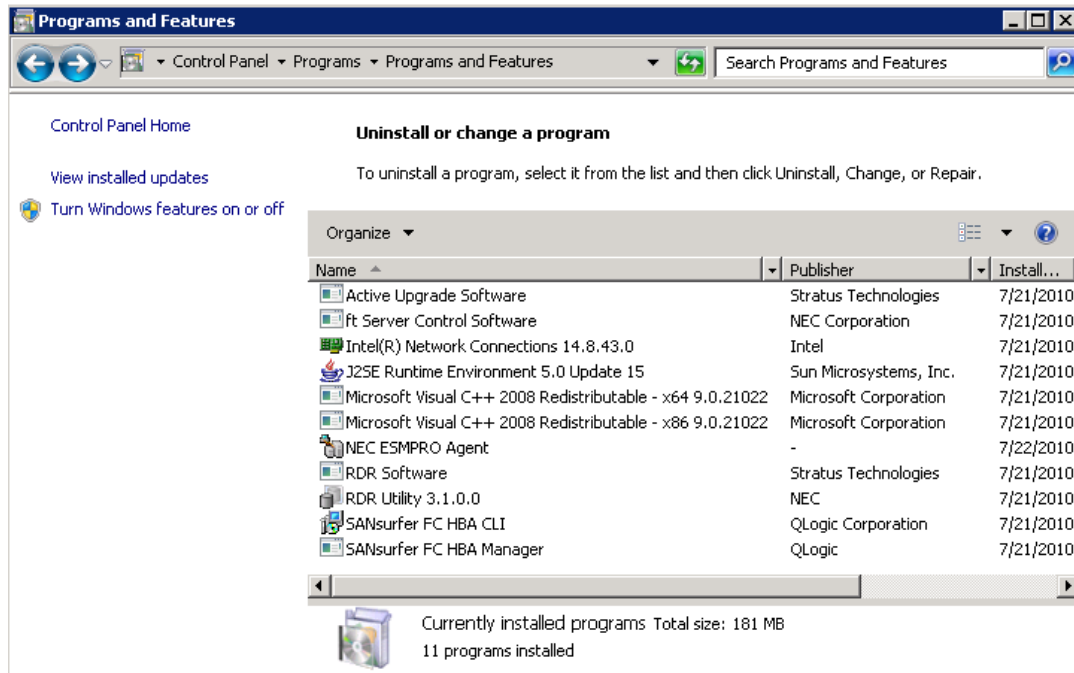 Programs and Features
Control Panel Programs Programs and Features Search Programs and Features
Control Panel Home
View installed updates
Turn Windows features on or off
Uninstall or change a program
To uninstall a program, select it from the list and then click Uninstall, Change, or Repair.
Organize
Name Publisher Install...
Active Upgrade Software Stratus Technologies 7/21/2010
ft Server Control Software NEC Corporation 7/21/2010
Intel(R) Network Connections 14.8.43.0 Intel 7/21/2010
J2SE Runtime Environment 5.0 Update 15 Sun Microsystems, Inc. 7/21/2010
Microsoft Visual C++ 2008 Redistributable - x64 9.0.21022 Microsoft Corporation 7/21/2010
Microsoft Visual C++ 2008 Redistributable - x86 9.0.21022 Microsoft Corporation 7/21/2010
NEC ESMPRO Agent - 7/22/2010
RDR Software Stratus Technologies 7/21/2010
RDR Utility 3.1.0.0 NEC 7/21/2010
SANsurfer FC HBA CLI QLogic Corporation 7/21/2010
SANsurfer FC HBA Manager QLogic 7/21/2010
Currently installed programs Total size: 181 MB
11 programs installed